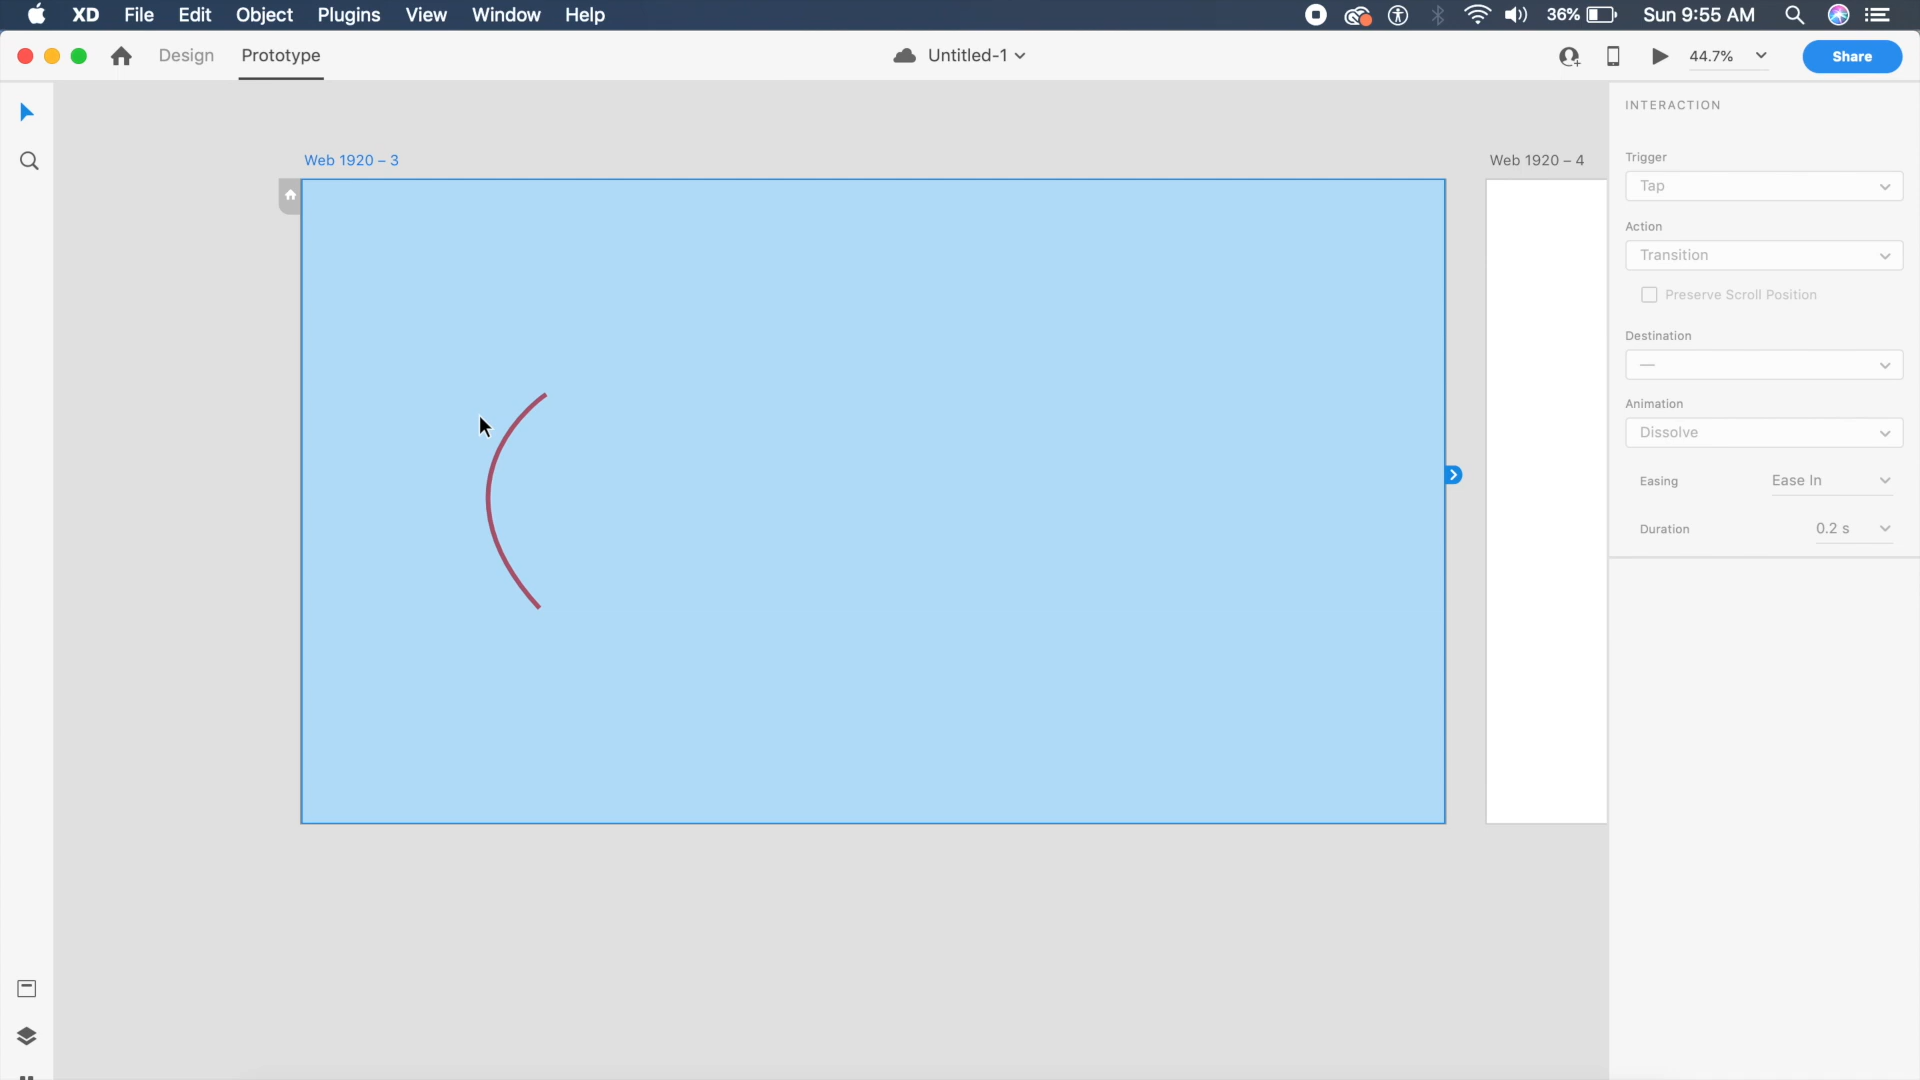 XD File Edit Object Plugins View Window Help 36% Sun 9:55 AM
Design Prototype Untitled-1 44.7% Share
INTERACTION
Web 1920 – 3 Web 1920 – 4
Trigger
Tap
Action
Transition
Preserve Scroll Position
Destination
—
Animation
Dissolve
Easing Ease In
Duration 0.2 s